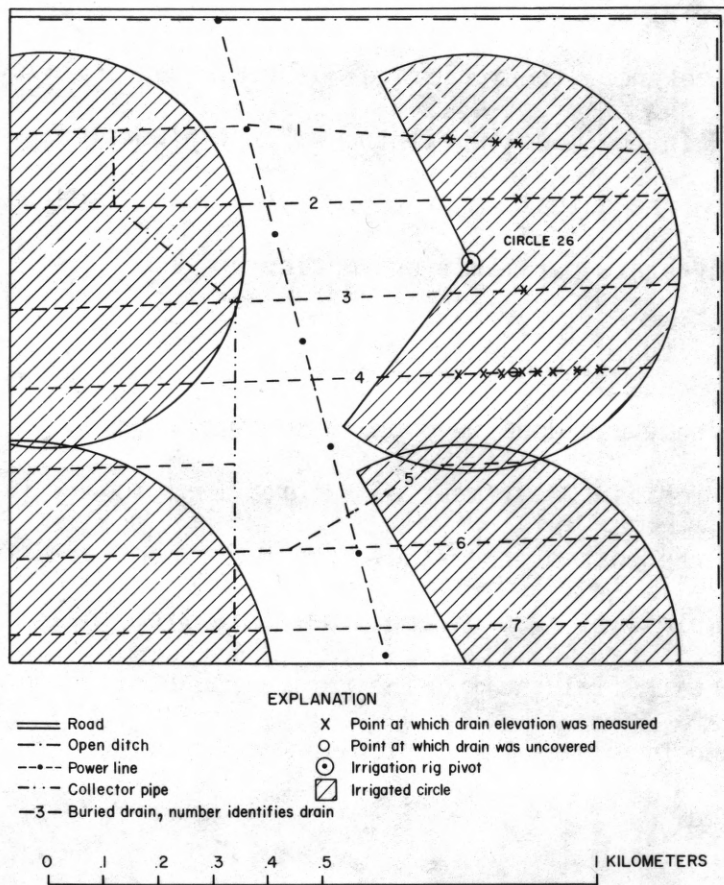 1
2
CIRCLE 26
3
4
5
6
7
EXPLANATION
Road
Open ditch
Power line
Collector pipe
3 Buried drain, number identifies drain
X Point at which drain elevation was measured
O Point at which drain was uncovered
Irrigation rig pivot
Irrigated circle
0 .1 .2 .3 .4 .5 1 KILOMETERS